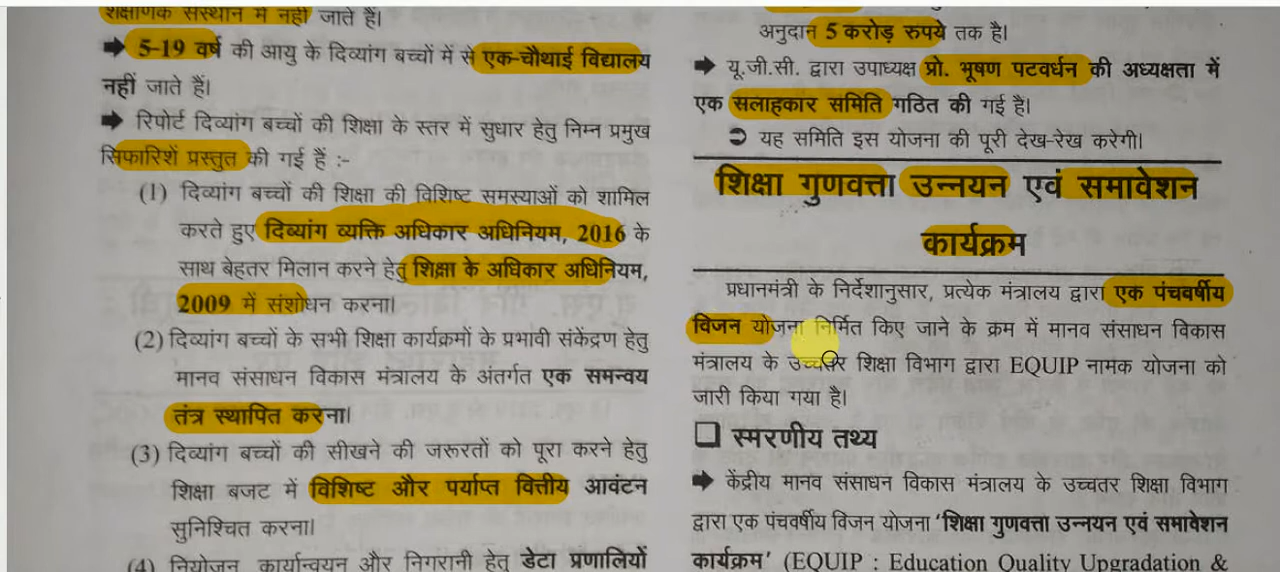 शैक्षणिक संस्थान में नहीं जाते हैं।
➡ 5-19 वर्ष की आयु के दिव्यांग बच्चों में से एक-चौथाई विद्यालय
नहीं जाते हैं।
➡ रिपोर्ट दिव्यांग बच्चों की शिक्षा के स्तर में सुधार हेतु निम्न प्रमुख
सिफारिशें प्रस्तुत की गई हैं :-
(1) दिव्यांग बच्चों की शिक्षा की विशिष्ट समस्याओं को शामिल
करते हुए दिव्यांग व्यक्ति अधिकार अधिनियम, 2016 के
साथ बेहतर मिलान करने हेतु शिक्षा के अधिकार अधिनियम,
2009 में संशोधन करना।
(2) दिव्यांग बच्चों के सभी शिक्षा कार्यक्रमों के प्रभावी संकेंद्रण हेतु
मानव संसाधन विकास मंत्रालय के अंतर्गत एक समन्वय
तंत्र स्थापित करना।
(3) दिव्यांग बच्चों की सीखने की जरूरतों को पूरा करने हेतु
शिक्षा बजट में विशिष्ट और पर्याप्त वित्तीय आवंटन
सुनिश्चित करना।
(4) नियोजन, कार्यान्वयन और निगरानी हेतु डेटा प्रणालियों
अनुदान 5 करोड़ रुपये तक है।
➡ यू.जी.सी. द्वारा उपाध्यक्ष प्रो. भूषण पटवर्धन की अध्यक्षता में
एक सलाहकार समिति गठित की गई है।
➲ यह समिति इस योजना की पूरी देख-रेख करेगी।
शिक्षा गुणवत्ता उन्नयन एवं समावेशन
कार्यक्रम
प्रधानमंत्री के निर्देशानुसार, प्रत्येक मंत्रालय द्वारा एक पंचवर्षीय
विजन योजना निर्मित किए जाने के क्रम में मानव संसाधन विकास
मंत्रालय के उच्चतर शिक्षा विभाग द्वारा EQUIP नामक योजना को
जारी किया गया है।
❑ स्मरणीय तथ्य
➡ केंद्रीय मानव संसाधन विकास मंत्रालय के उच्चतर शिक्षा विभाग
द्वारा एक पंचवर्षीय विजन योजना 'शिक्षा गुणवत्ता उन्नयन एवं समावेशन
कार्यक्रम' (EQUIP : Education Quality Upgradation &